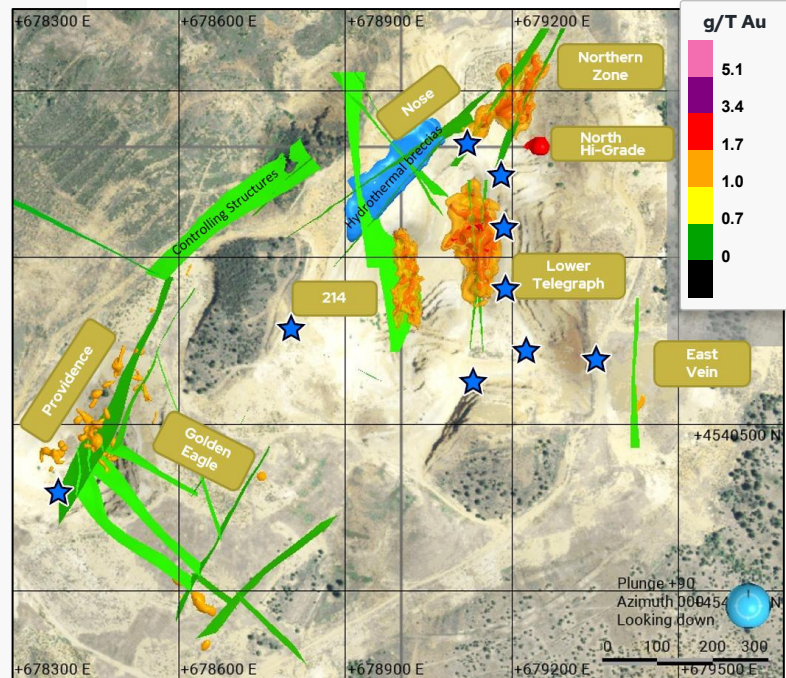 +678300 E
+678600 E
+678900 E
+679200 E
g/T Au
5.1
3.4
1.7
1.0
0.7
0
Northern
Zone
Nose
North
Hi-Grade
Hydrothermal breccias
Controlling Structures
214
Lower
Telegraph
East
Vein
Providence
Golden
Eagle
+4540500 N
Plunge +90
Azimuth 000
Looking down
+454
N
0 100 200 300
+678300 E
+678600 E
+678900 E
+679200 E
+679500 E